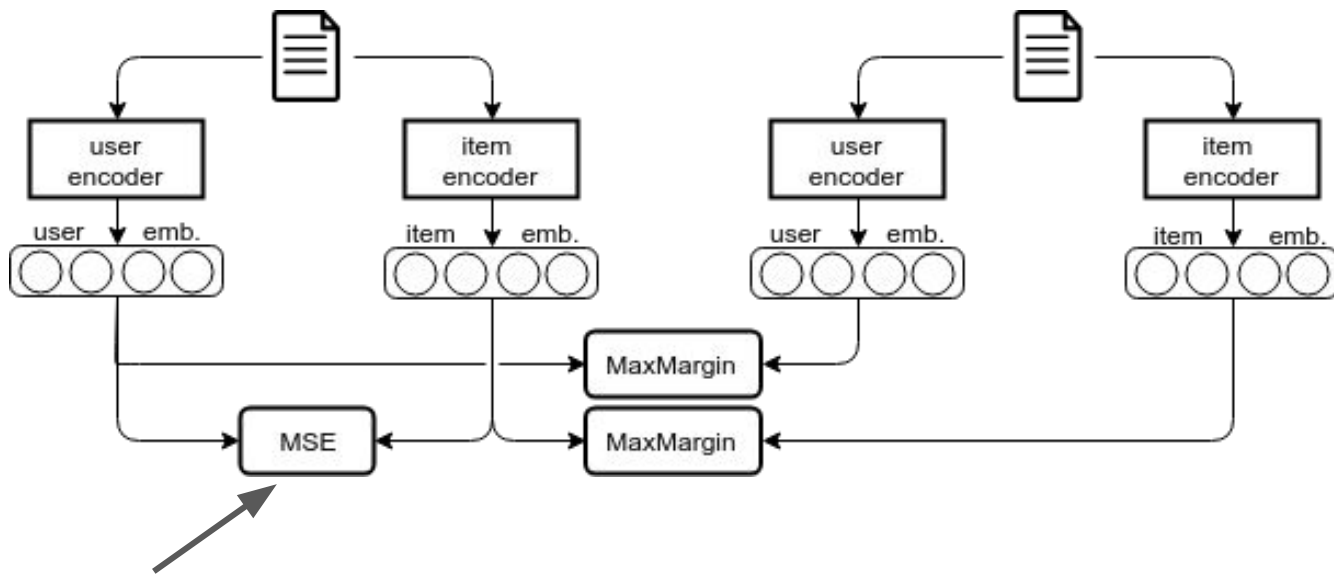 user
encoder
item
encoder
user
encoder
item
encoder
user emb.
item emb.
user emb.
item emb.
MaxMargin
MSE
MaxMargin